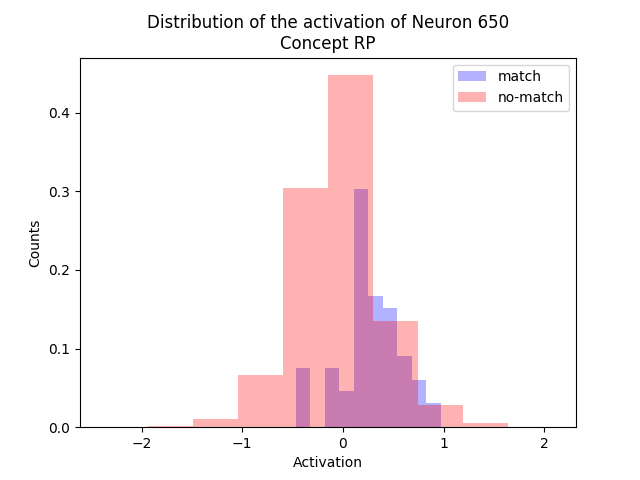 Distribution of the activation of Neuron 650
Concept RP
match
no-match
0.4
0.3
0.2
0.1
0.0
Counts
−2
−1
0
1
2
Activation